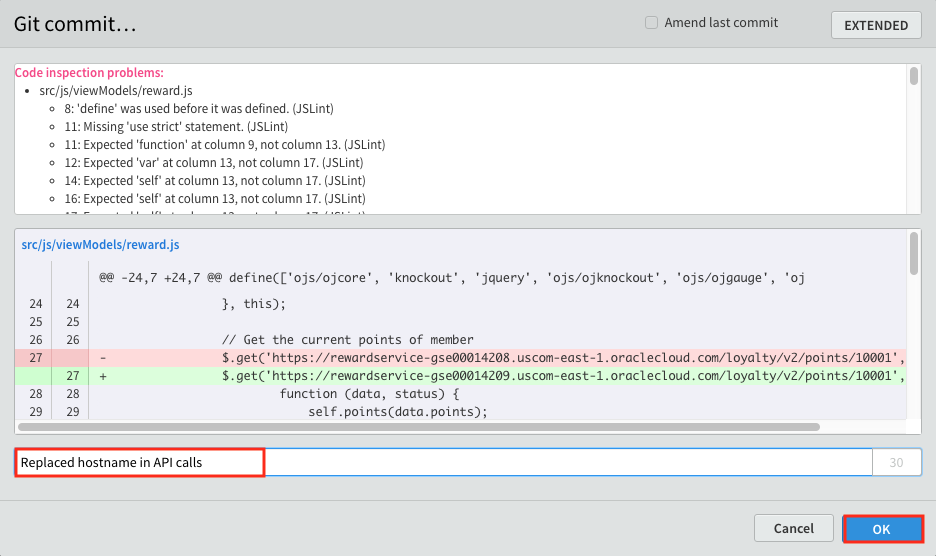 Git commit...
Amend last commit
EXTENDED
Code inspection problems:
src/js/viewModels/reward.js
8: 'define' was used before it was defined. (JSLint)
11: Missing 'use strict' statement. (JSLint)
11: Expected 'function' at column 9, not column 13. (JSLint)
12: Expected 'var' at column 13, not column 17. (JSLint)
14: Expected 'self' at column 13, not column 17. (JSLint)
16: Expected 'self' at column 13, not column 17. (JSLint)
src/js/viewModels/reward.js
@@ -24,7 +24,7 @@ define(['ojs/ojcore', 'knockout', 'jquery', 'ojs/ojknockout', 'ojs/ojgauge', 'oj
24 24 }, this);
25 25
26 26 // Get the current points of member
27 - $.get('https://rewardservice-gse00014208.uscom-east-1.oraclecloud.com/loyalty/v2/points/10001',
27 + $.get('https://rewardservice-gse00014209.uscom-east-1.oraclecloud.com/loyalty/v2/points/10001',
28 28 function (data, status) {
29 29 self.points(data.points);
Replaced hostname in API calls
30
Cancel
OK